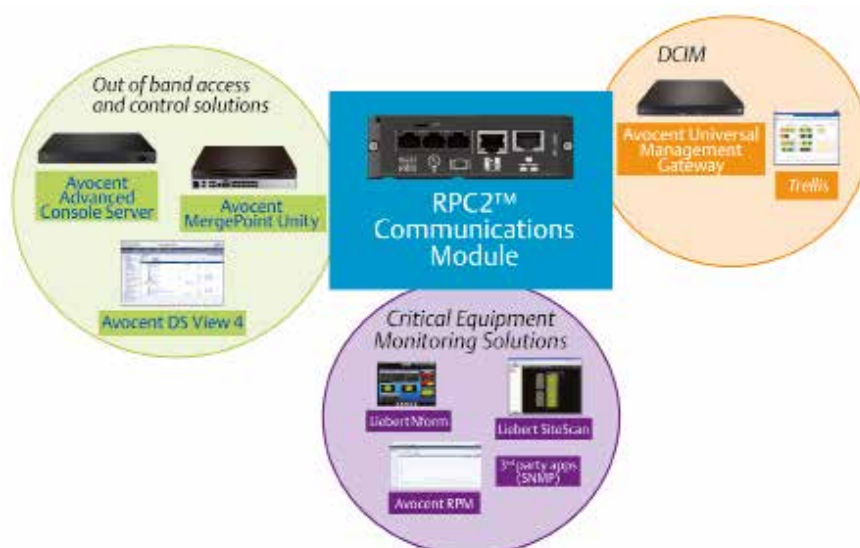 Out of band access
and control solutions
Avocent
Advanced
Console Server
Avocent
MergePoint Unity
Avocent DS View 4
RPC2™
Communications
Module
DCIM
Avocent Universal
Management
Gateway
Trellis
Critical Equipment
Monitoring Solutions
Liebert Nform
Liebert SiteScan
Avocent RPM
3rd party apps
(SNMP)